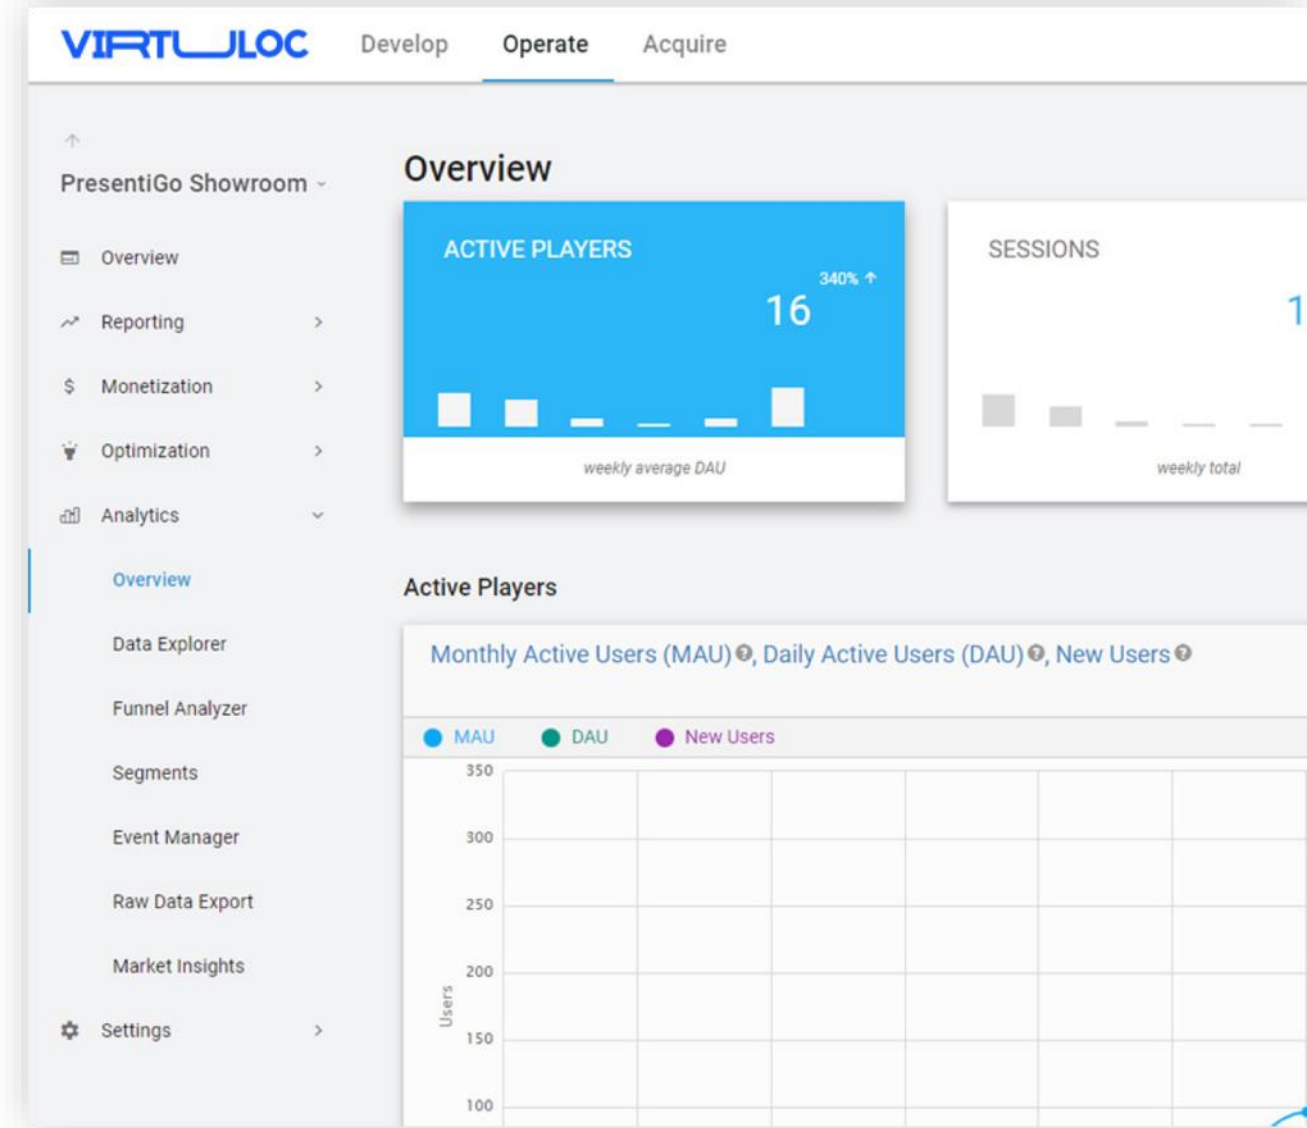 VIRTULOC Develop Operate Acquire
PresentiGo Showroom
Overview
Reporting
$ Monetization
Optimization
Analytics
Overview
Data Explorer
Funnel Analyzer
Segments
Event Manager
Raw Data Export
Market Insights
Settings
Overview
ACTIVE PLAYERS
340%
16
weekly average DAU
SESSIONS
1
weekly total
Active Players
Monthly Active Users (MAU) ?, Daily Active Users (DAU) ?, New Users ?
MAU DAU New Users
350
300
250
200
150
100
Users